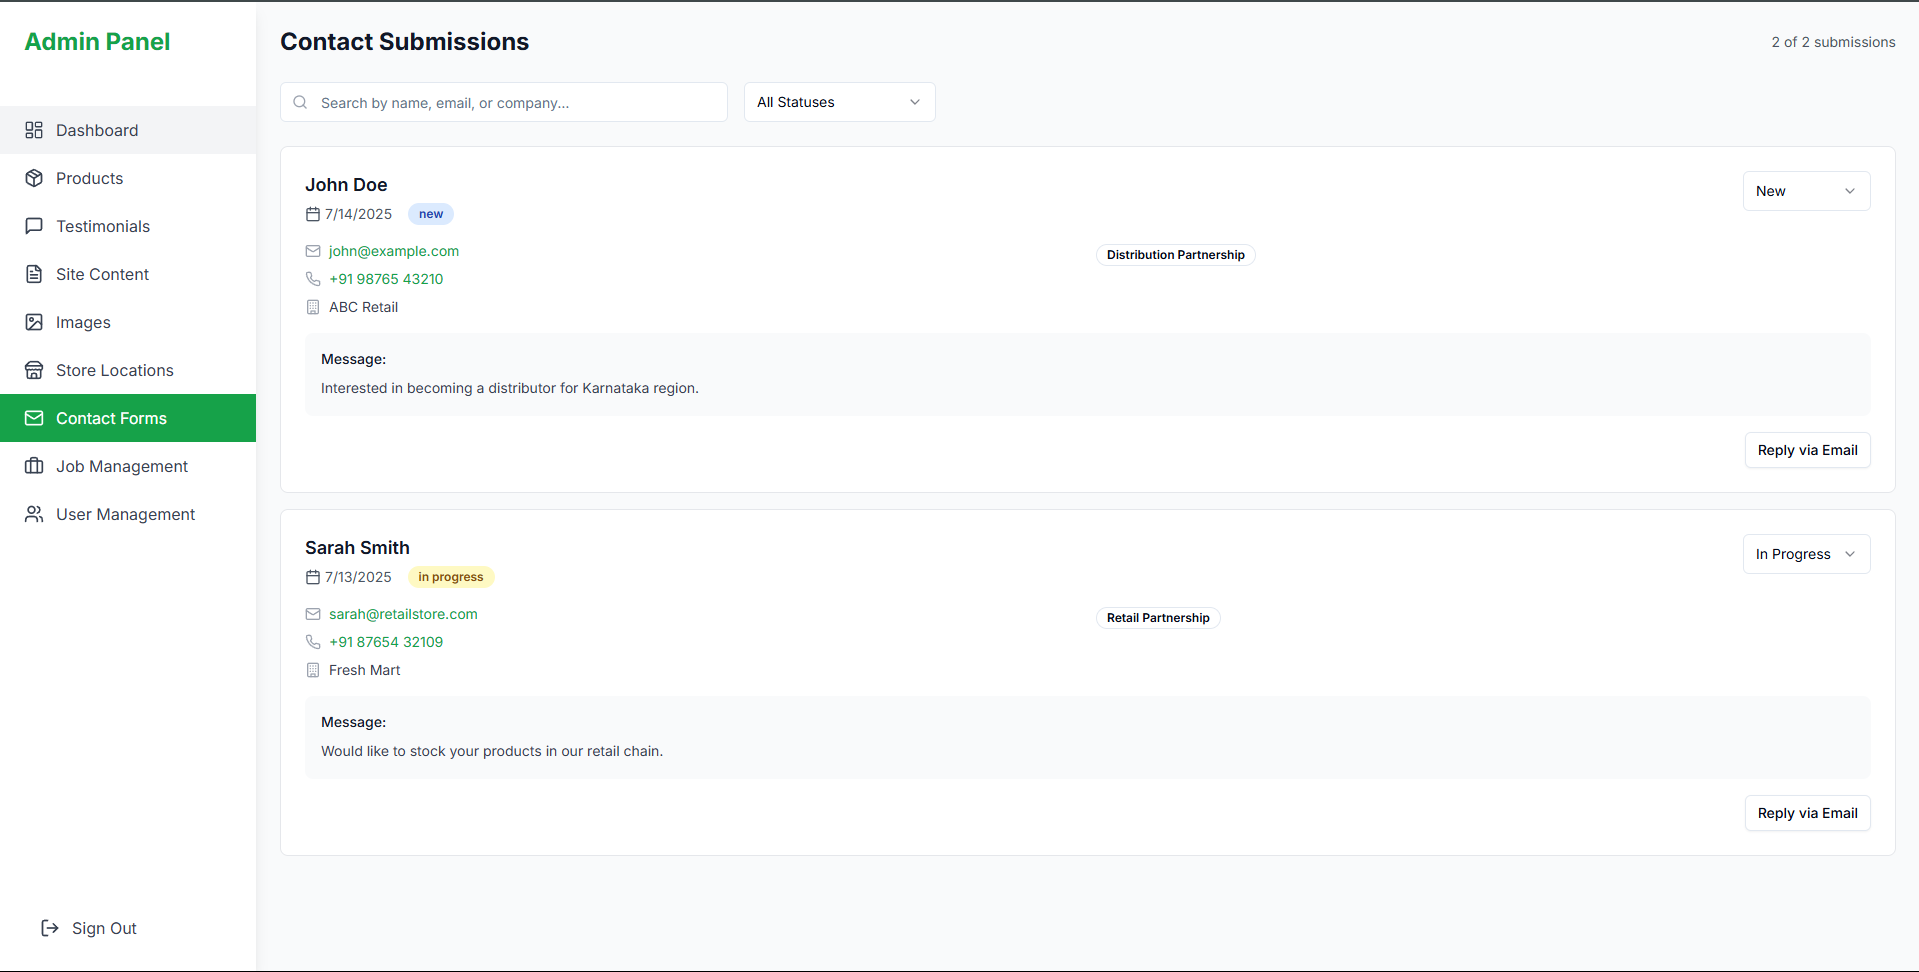 Admin Panel
Dashboard
Products
Testimonials
Site Content
Images
Store Locations
Contact Forms
Job Management
User Management
Sign Out
Contact Submissions
2 of 2 submissions
Search by name, email, or company...
All Statuses
John Doe
New
7/14/2025 new
john@example.com
Distribution Partnership
+91 98765 43210
ABC Retail
Message:
Interested in becoming a distributor for Karnataka region.
Reply via Email
Sarah Smith
In Progress
7/13/2025 in progress
sarah@retailstore.com
Retail Partnership
+91 87654 32109
Fresh Mart
Message:
Would like to stock your products in our retail chain.
Reply via Email